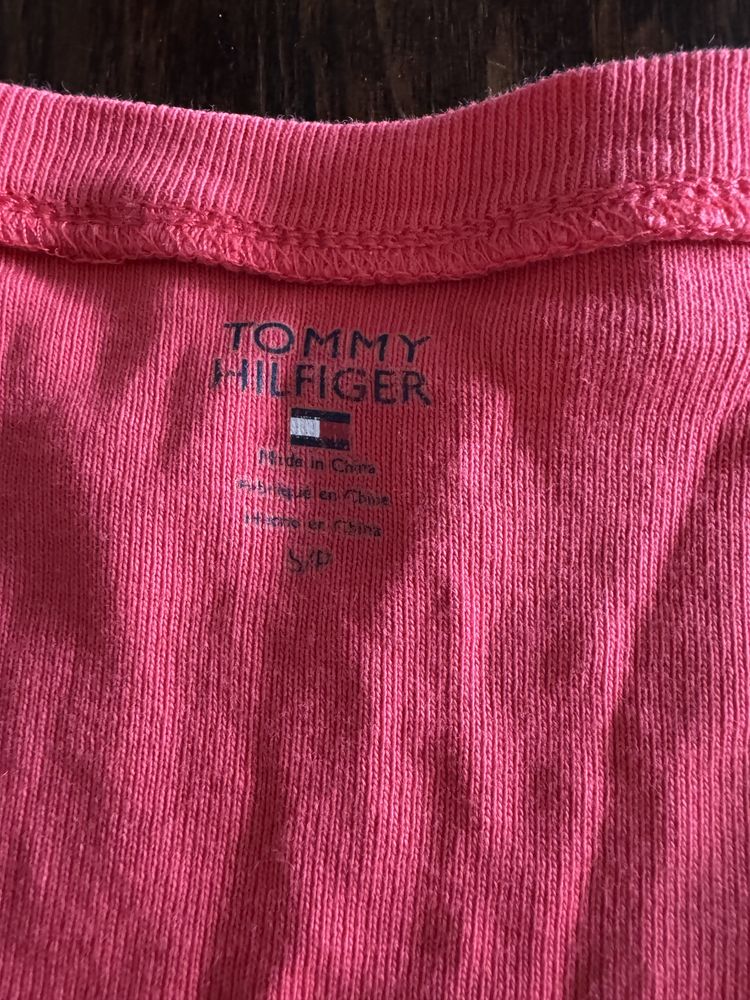 TOMMY
HILFIGER
Made in China
Fabriqué en Chine
Hecho en China
S/P